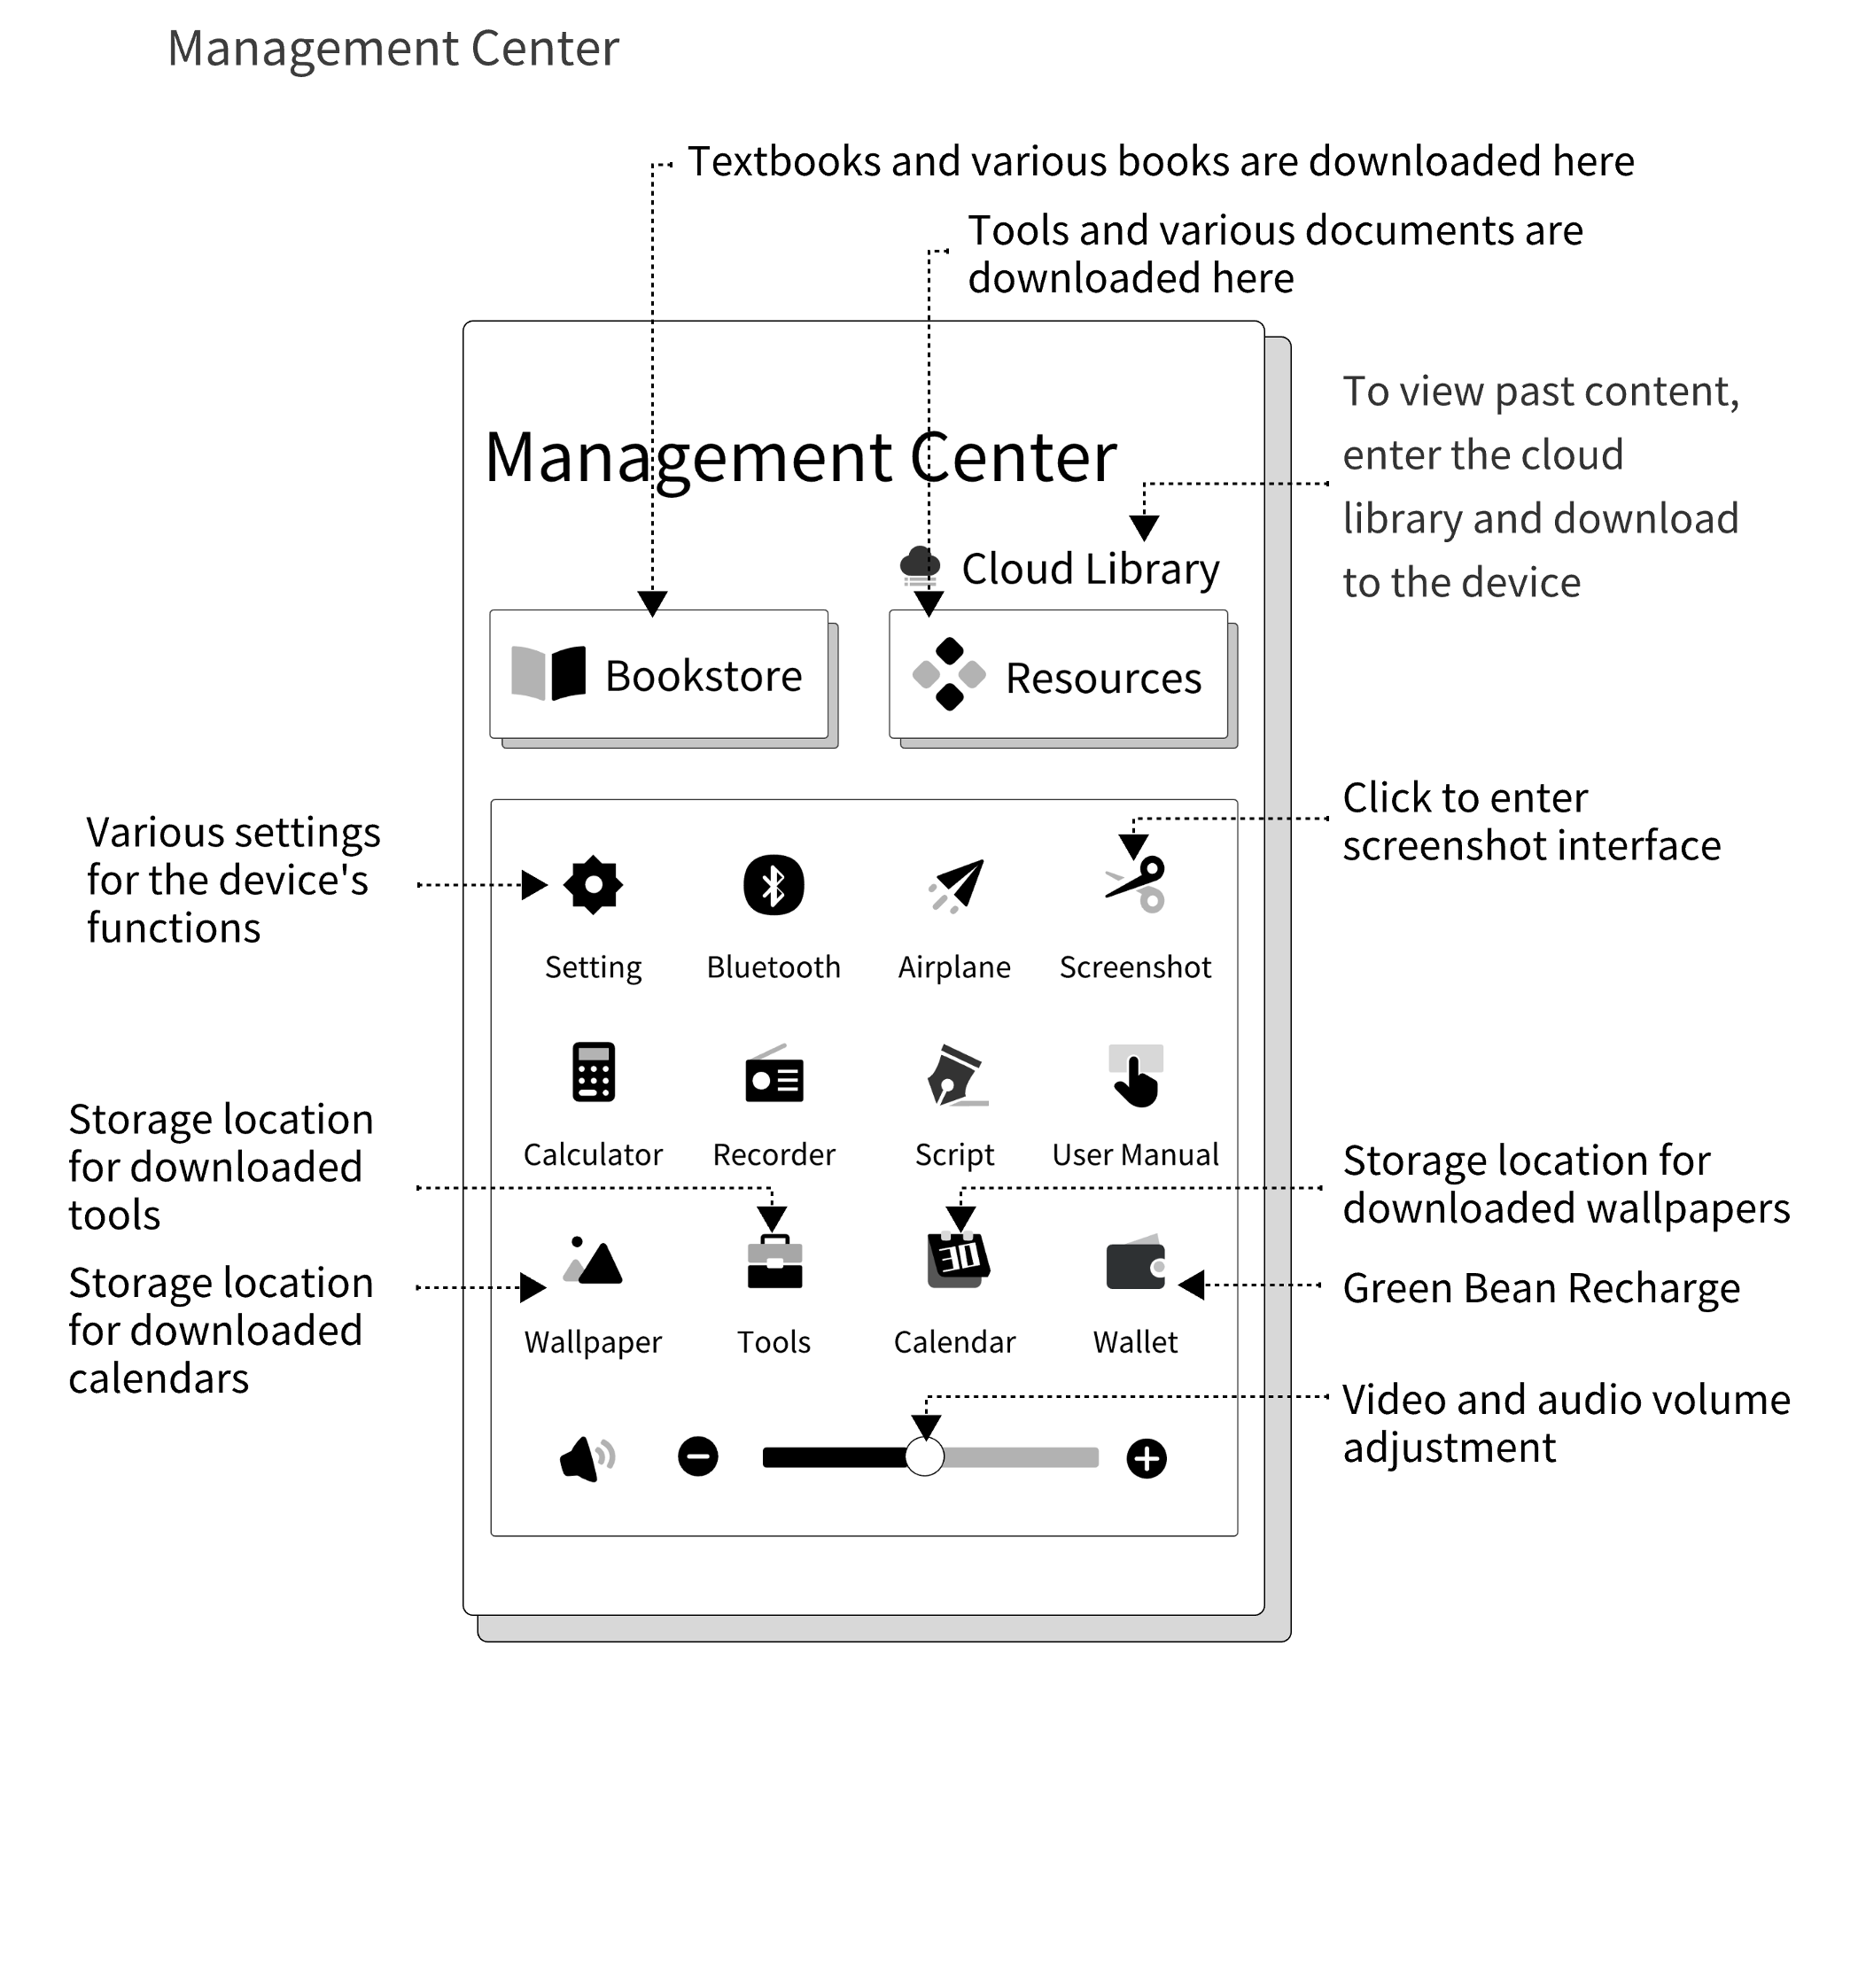 Management Center
Textbooks and various books are downloaded here
Tools and various documents are
downloaded here
To view past content,
enter the cloud
library and download
to the device
Management Center
Cloud Library
Bookstore
Resources
Click to enter
screenshot interface
Various settings
for the device's
functions
Setting
Bluetooth
Airplane
Screenshot
Calculator
Recorder
Script
User Manual
Storage location
for downloaded
tools
Storage location for
downloaded wallpapers
Storage location
for downloaded
calendars
30
Green Bean Recharge
Wallpaper
Tools
Calendar
Wallet
Video and audio volume
adjustment